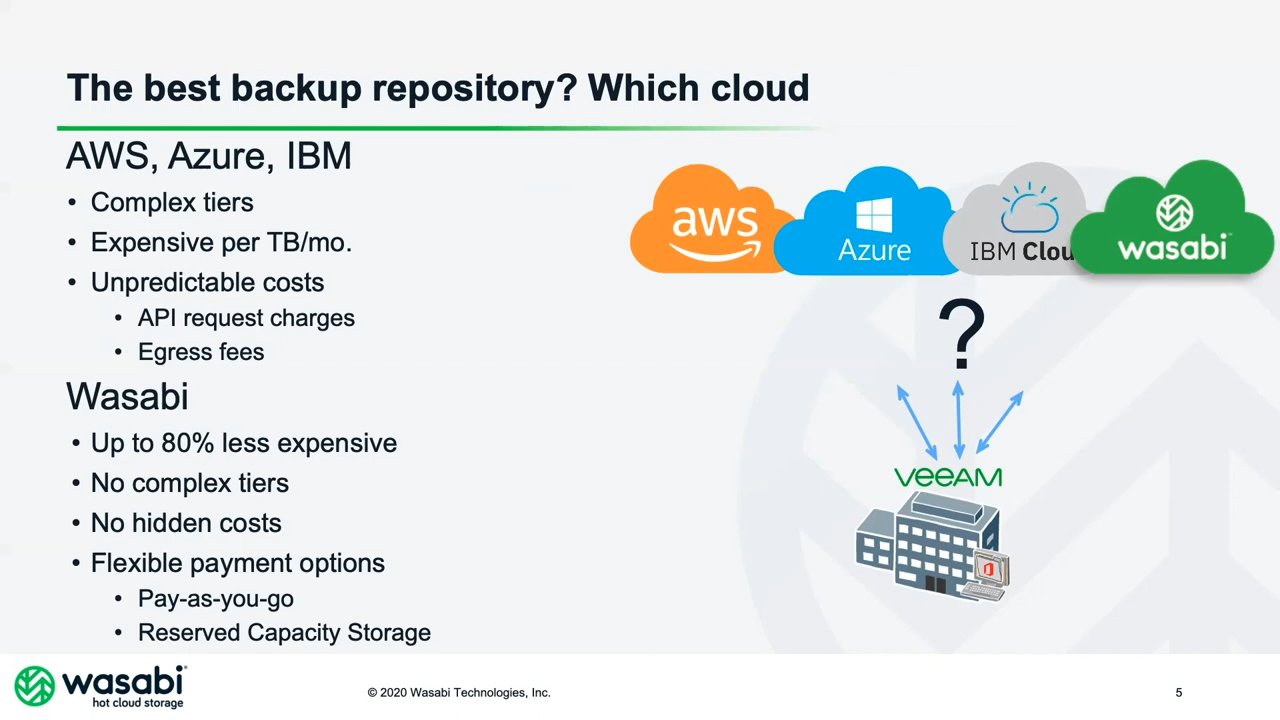 The best backup repository? Which cloud
AWS, Azure, IBM
• Complex tiers
• Expensive per TB/mo.
• Unpredictable costs
• API request charges
• Egress fees
Wasabi
• Up to 80% less expensive
• No complex tiers
• No hidden costs
• Flexible payment options
• Pay-as-you-go
• Reserved Capacity Storage
aws
Azure
IBM Clou
wasabi
?
veeAM
wasabi
hot cloud storage
© 2020 Wasabi Technologies, Inc.
5